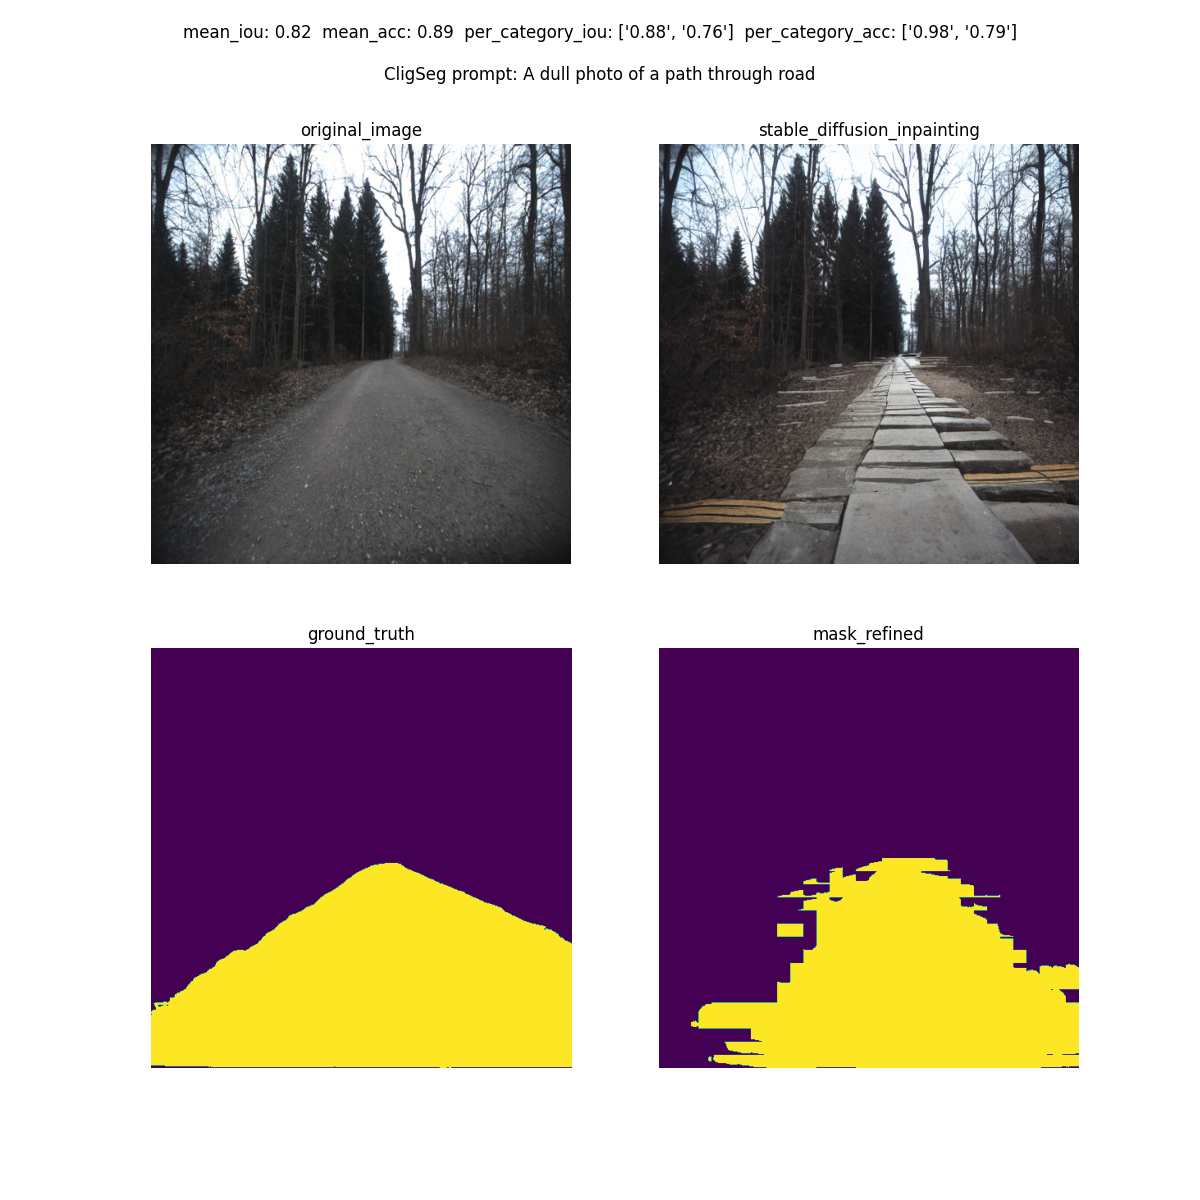 mean_iou: 0.82  mean_acc: 0.89  per_category_iou: ['0.88', '0.76']  per_category_acc: ['0.98', '0.79']
CligSeg prompt: A dull photo of a path through road
original_image
stable_diffusion_inpainting
ground_truth
mask_refined